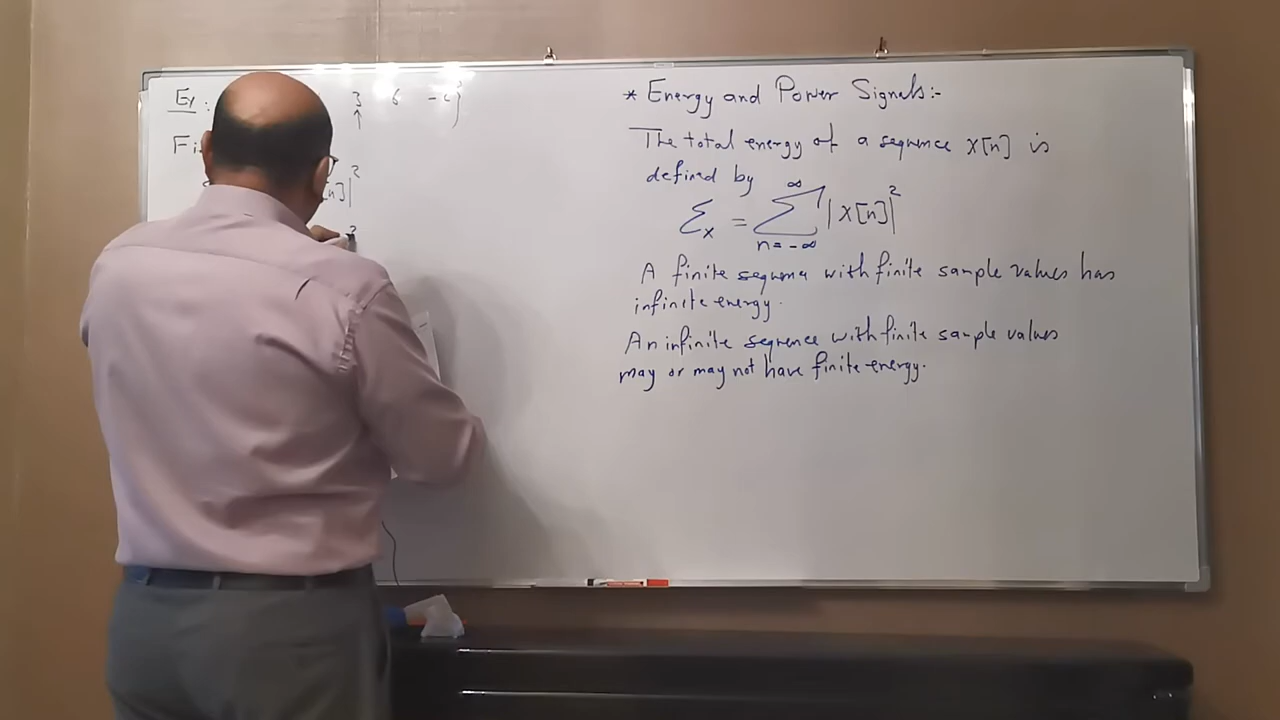 Ex: 3 6
↑
[n]|²
* Energy and Power Signals:-
The total energy of a sequence x[n] is
defined by
Ɛx = ∑ n=-∞ ∞ |x[n]|²
A finite sequence with finite sample values has
infinite energy.
An infinite sequence with finite sample values
may or may not have finite energy.